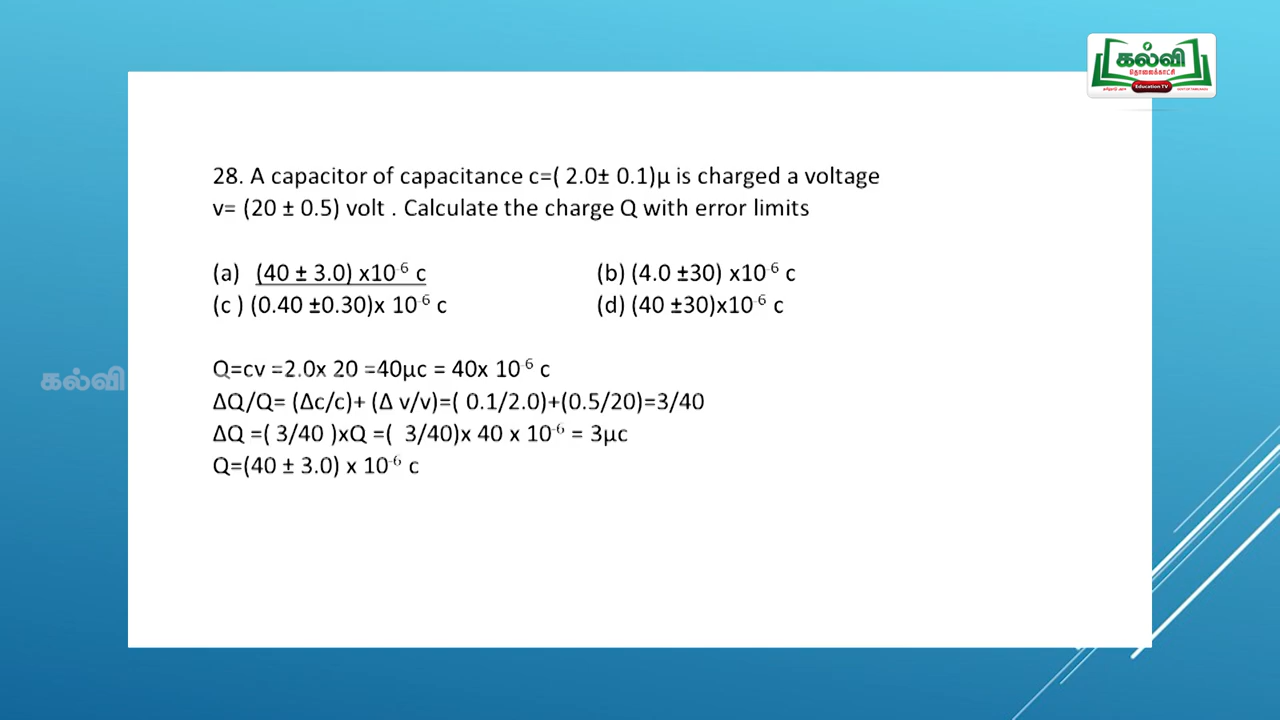 கல்வி
தொலைக்காட்சி
Education TV
28. A capacitor of capacitance c=( 2.0± 0.1)μ is charged a voltage
v= (20 ± 0.5) volt . Calculate the charge Q with error limits
(a) (40 ± 3.0) x10⁻⁶ c (b) (4.0 ±30) x10⁻⁶ c
(c ) (0.40 ±0.30)x 10⁻⁶ c (d) (40 ±30)x10⁻⁶ c
Q=cv =2.0x 20 =40μc = 40x 10⁻⁶ c
கல்வி
ΔQ/Q= (Δc/c)+ (Δ v/v)=( 0.1/2.0)+(0.5/20)=3/40
ΔQ =( 3/40 )xQ =( 3/40)x 40 x 10⁻⁶ = 3μc
Q=(40 ± 3.0) x 10⁻⁶ c